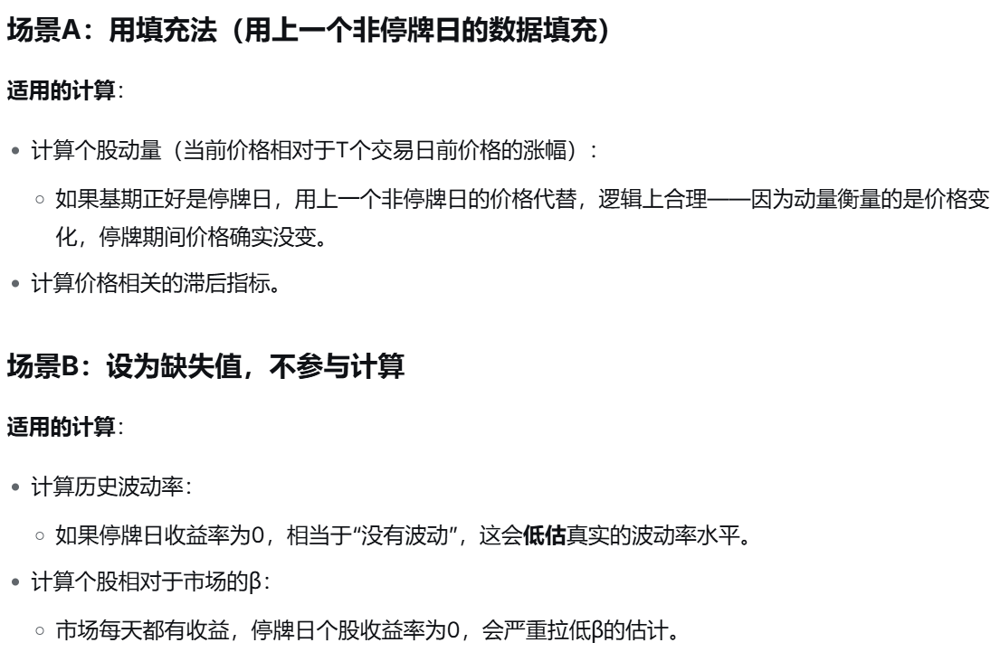 场景A：用填充法（用上一个非停牌日的数据填充）
适用的计算：
• 计算个股动量（当前价格相对于T个交易日前价格的涨幅）：
○ 如果基期正好是停牌日，用上一个非停牌日的价格代替，逻辑上合理——因为动量衡量的是价格变
化，停牌期间价格确实没变。
• 计算价格相关的滞后指标。
场景B：设为缺失值，不参与计算
适用的计算：
• 计算历史波动率：
○ 如果停牌日收益率为0，相当于“没有波动”，这会低估真实的波动率水平。
• 计算个股相对于市场的β：
○ 市场每天都有收益，停牌日个股收益率为0，会严重拉低β的估计。